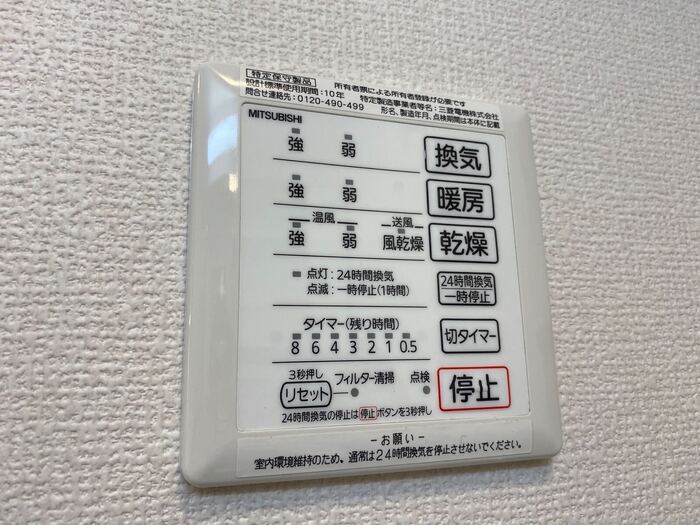 特定保守製品 所有者票による所有者登録が必要です
設計標準使用期間:10年 特定製造事業者等:三菱電機株式会社
問合せ連絡先:0120-490-499 形名、製造年月、点検期間は本体に記載
MITSUBISHI
強 弱 換気
強 弱 暖房
温風 送風
強 弱 風乾燥 乾燥
点灯:24時間換気
点滅:一時停止(1時間)
24時間換気
一時停止
タイマー(残り時間)
8 6 4 3 2 1 0.5
切タイマー
3秒押し
リセット フィルター清掃 点検
停止
24時間換気の停止は停止ボタンを3秒押し
-お願い-
室内環境維持のため、通常は24時間換気を停止させないでください。